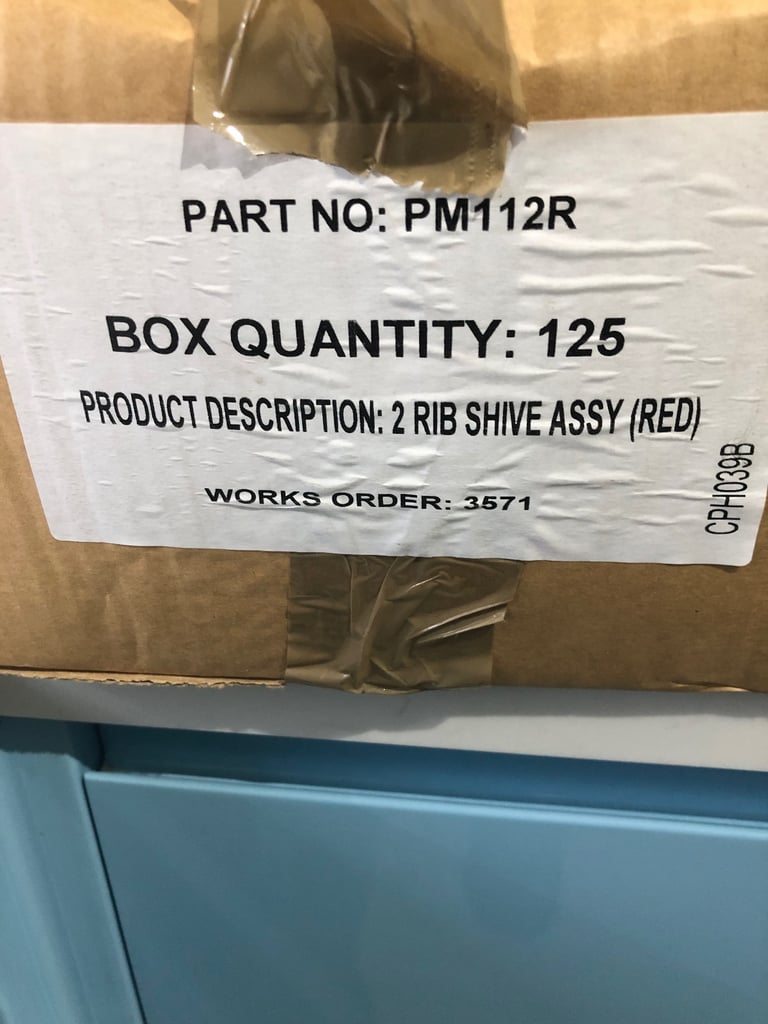 PART NO: PM112R
BOX QUANTITY: 125
PRODUCT DESCRIPTION: 2 RIB SHIVE ASSY (RED)
WORKS ORDER: 3571
CPH039B